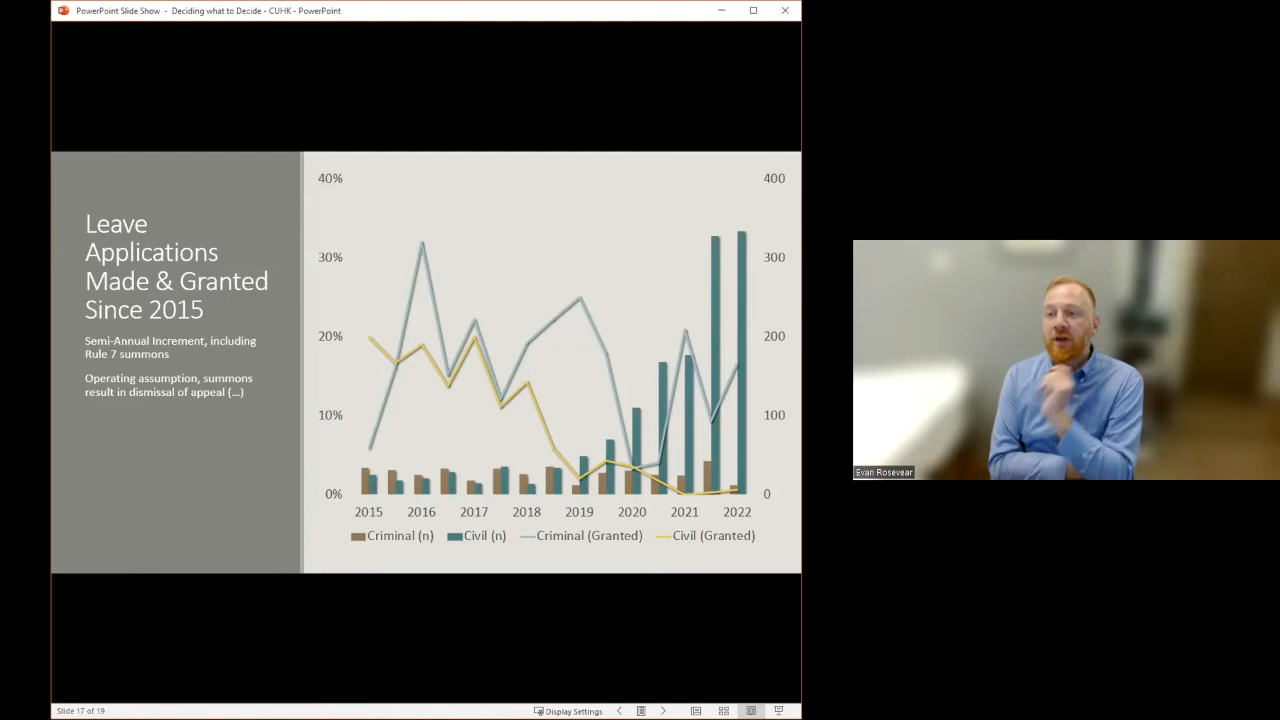 PowerPoint Slide Show - Deciding what to Decide - CUHK - PowerPoint
Leave
Applications
Made & Granted
Since 2015
Semi-Annual Increment, including
Rule 7 summons
Operating assumption, summons
result in dismissal of appeal (...)
40%
30%
20%
10%
0%
400
300
200
100
0
2015 2016 2017 2018 2019 2020 2021 2022
Criminal (n) Civil (n) Criminal (Granted) Civil (Granted)
Evan Rosevear
Slide 17 of 19
Display Settings